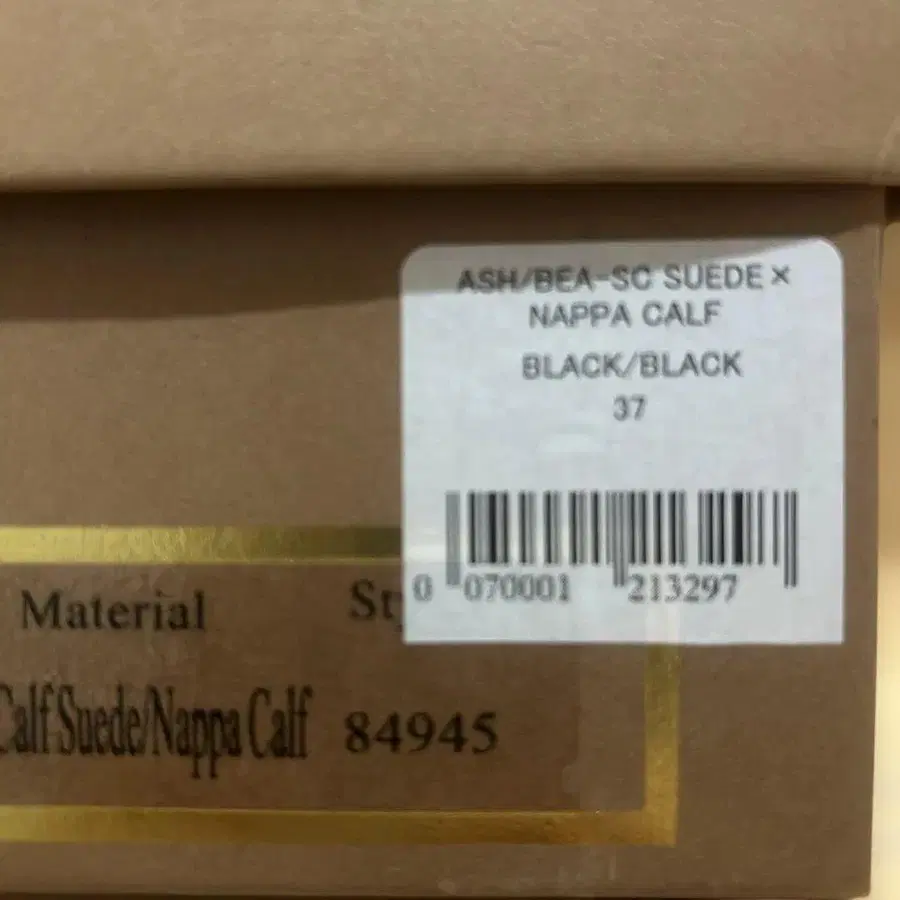 ASH/BEA-SC SUEDE×
NAPPA CALF
BLACK/BLACK
37
0 070001 213297
Material
Calf Suede/Nappa Calf 84945